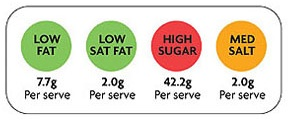 LOW FAT
7.7g
Per serve
LOW SAT FAT
2.0g
Per serve
HIGH SUGAR
42.2g
Per serve
MED SALT
2.0g
Per serve